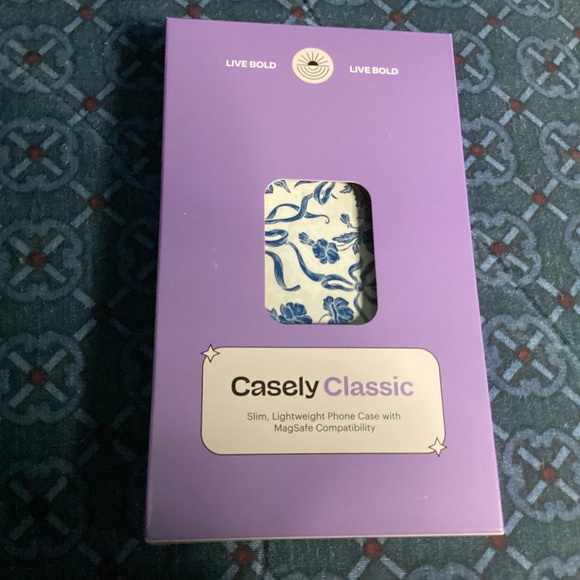 LIVE BOLD LIVE BOLD
Casely Classic
Slim, Lightweight Phone Case with
MagSafe Compatibility